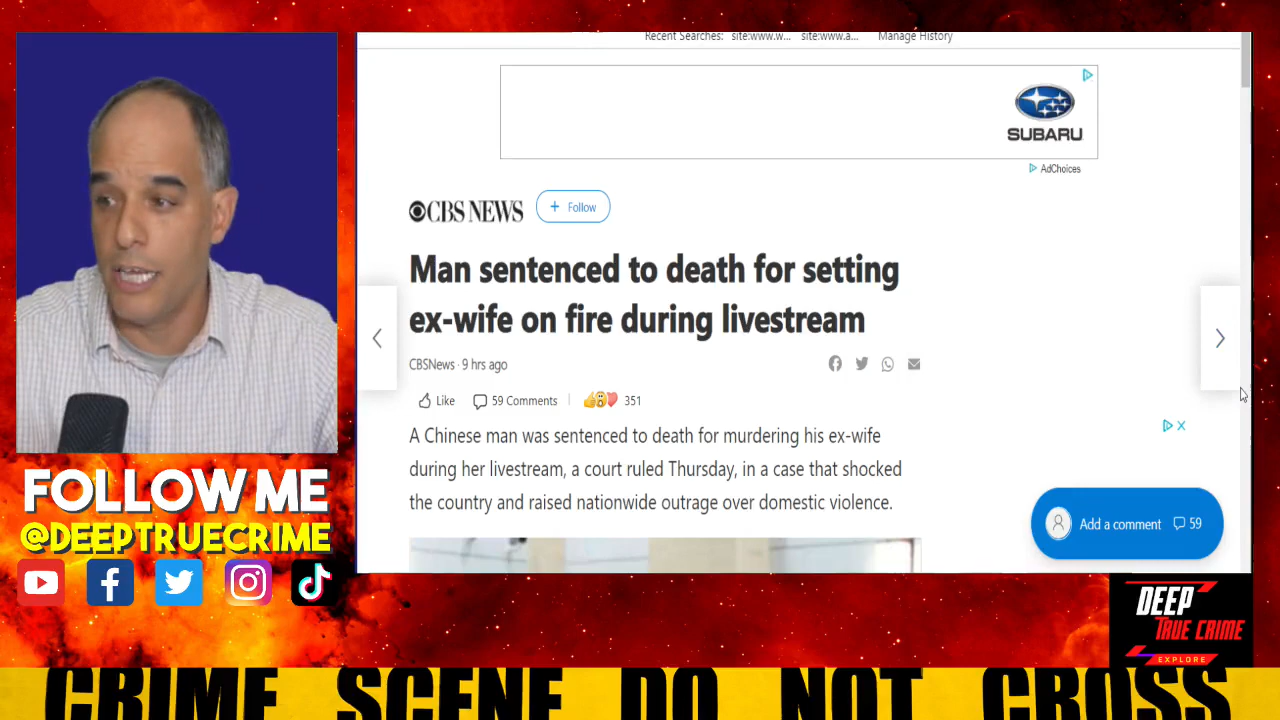 Recent Searches: site:www.w... site:www.a... Manage History
SUBARU
AdChoices
CBS NEWS
+ Follow
Man sentenced to death for setting
ex-wife on fire during livestream
CBSNews · 9 hrs ago
Like 59 Comments 351
A Chinese man was sentenced to death for murdering his ex-wife
during her livestream, a court ruled Thursday, in a case that shocked
the country and raised nationwide outrage over domestic violence.
Add a comment 59
FOLLOW ME
@DEEPTRUECRIME
DEEP
TRUE CRIME
EXPLORE
CRIME SCENE DO NOT CROSS